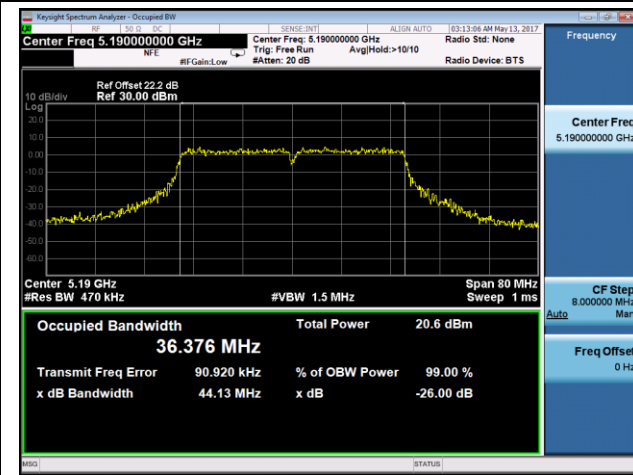 Keysight Spectrum Analyzer - Occupied BW
RF 50 Ω DC SENSE:INT ALIGN AUTO 03:13:06 AM May 13, 2017
Center Freq 5.190000000 GHz Center Freq: 5.190000000 GHz Radio Std: None
NFE Trig: Free Run Avg|Hold:>10/10
#IFGain:Low #Atten: 20 dB Radio Device: BTS
Ref Offset 22.2 dB
10 dB/div Ref 30.00 dBm
Log
20.0
10.0
0.00
-10.0
-20.0
-30.0
-40.0
-50.0
-60.0
Center 5.19 GHz Span 80 MHz
#Res BW 470 kHz #VBW 1.5 MHz Sweep 1 ms
Occupied Bandwidth Total Power 20.6 dBm
36.376 MHz
Transmit Freq Error 90.920 kHz % of OBW Power 99.00 %
x dB Bandwidth 44.13 MHz x dB -26.00 dB
MSG STATUS
Frequency
Center Freq
5.190000000 GHz
CF Step
8.000000 MHz
Auto Man
Freq Offset
0 Hz